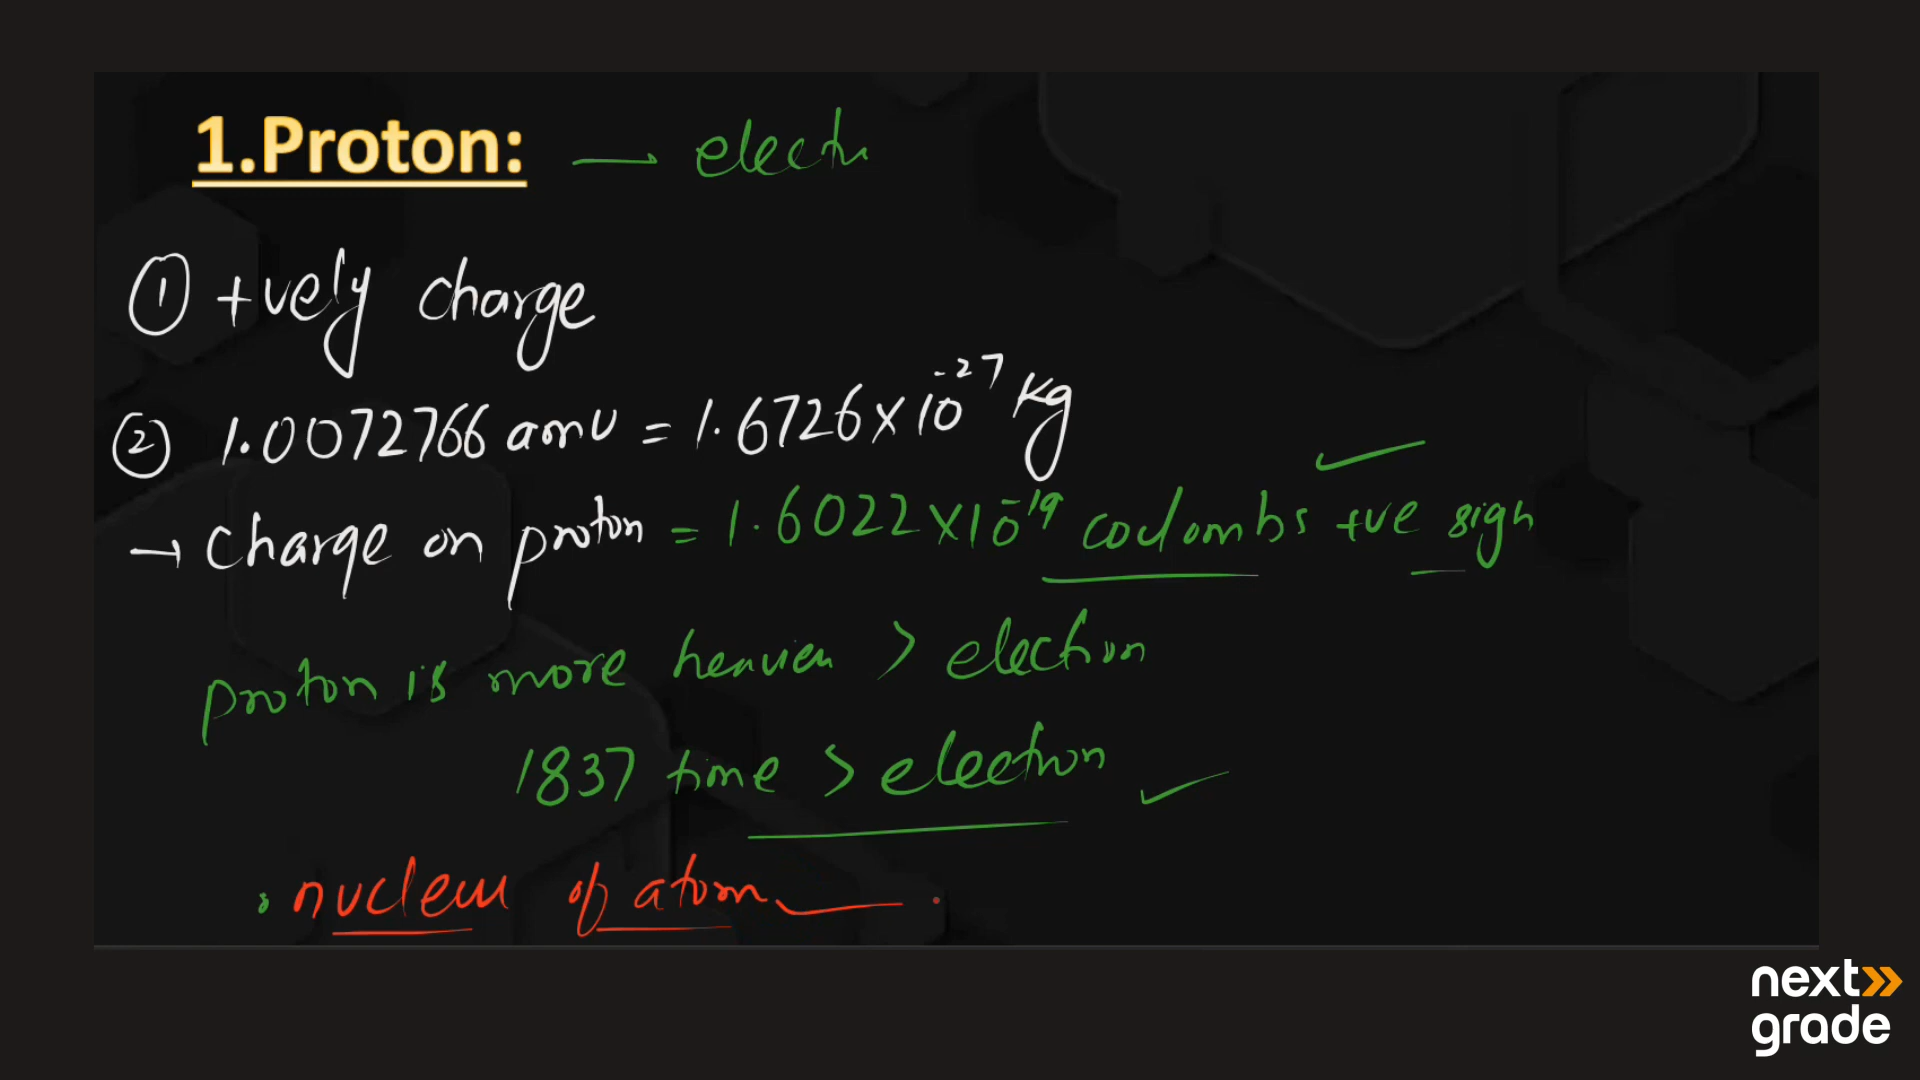 1.Proton: — electr
① +vely charge
② 1.0072766 amu = 1.6726 × 10⁻²⁷ kg
→ charge on proton = 1.6022 × 10⁻¹⁹ coulombs +ve sign
proton is more heavier > electron
1837 time > electron
nucleus of atom
next
grade